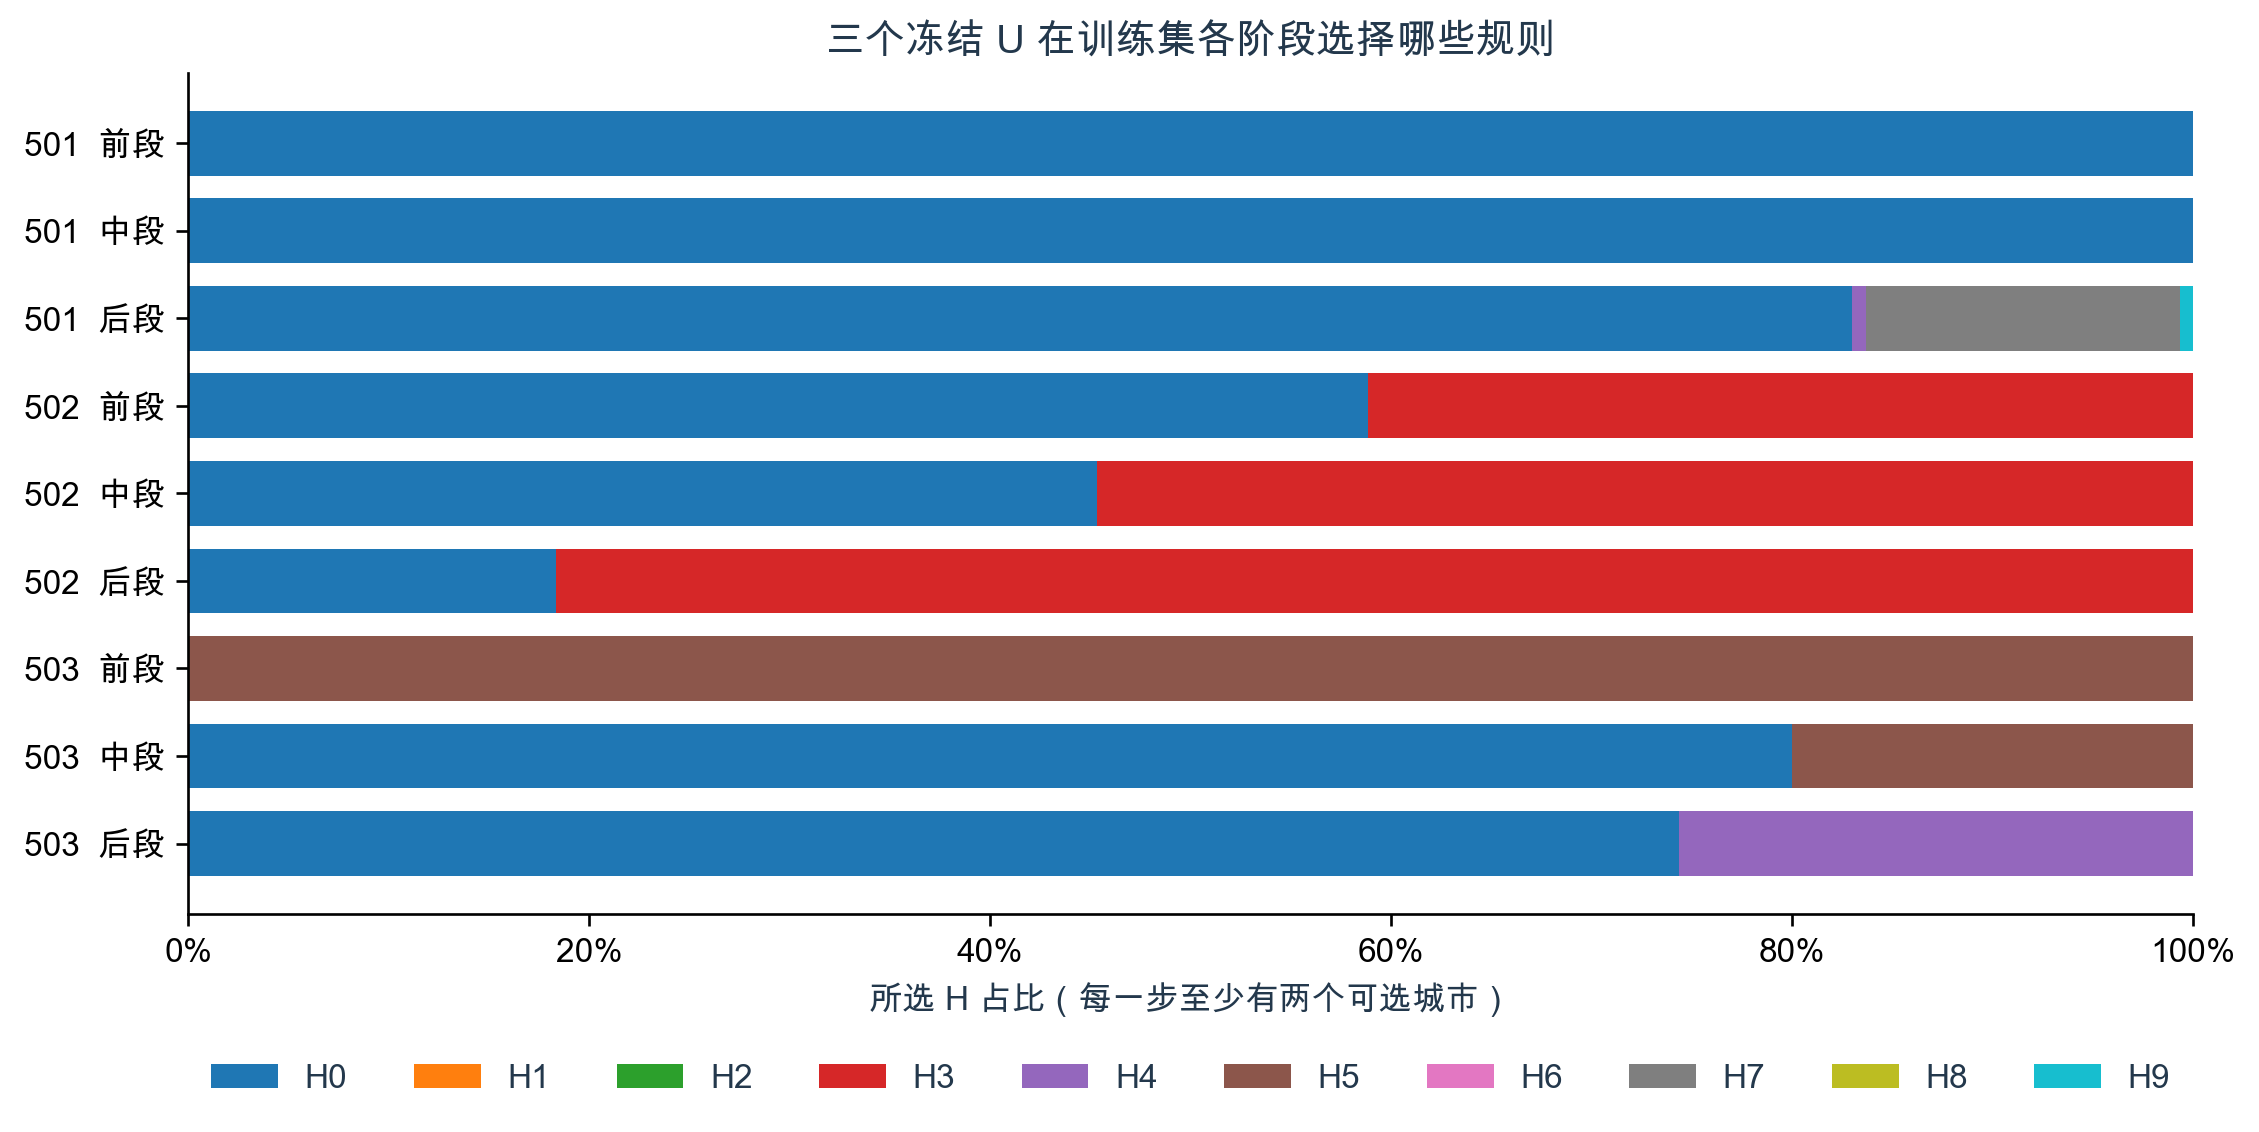 三个冻结 U 在训练集各阶段选择哪些规则
501 前段
501 中段
501 后段
502 前段
502 中段
502 后段
503 前段
503 中段
503 后段
0% 20% 40% 60% 80% 100%
所选 H 占比 ( 每一步至少有两个可选城市 )
H0 H1 H2 H3 H4 H5 H6 H7 H8 H9